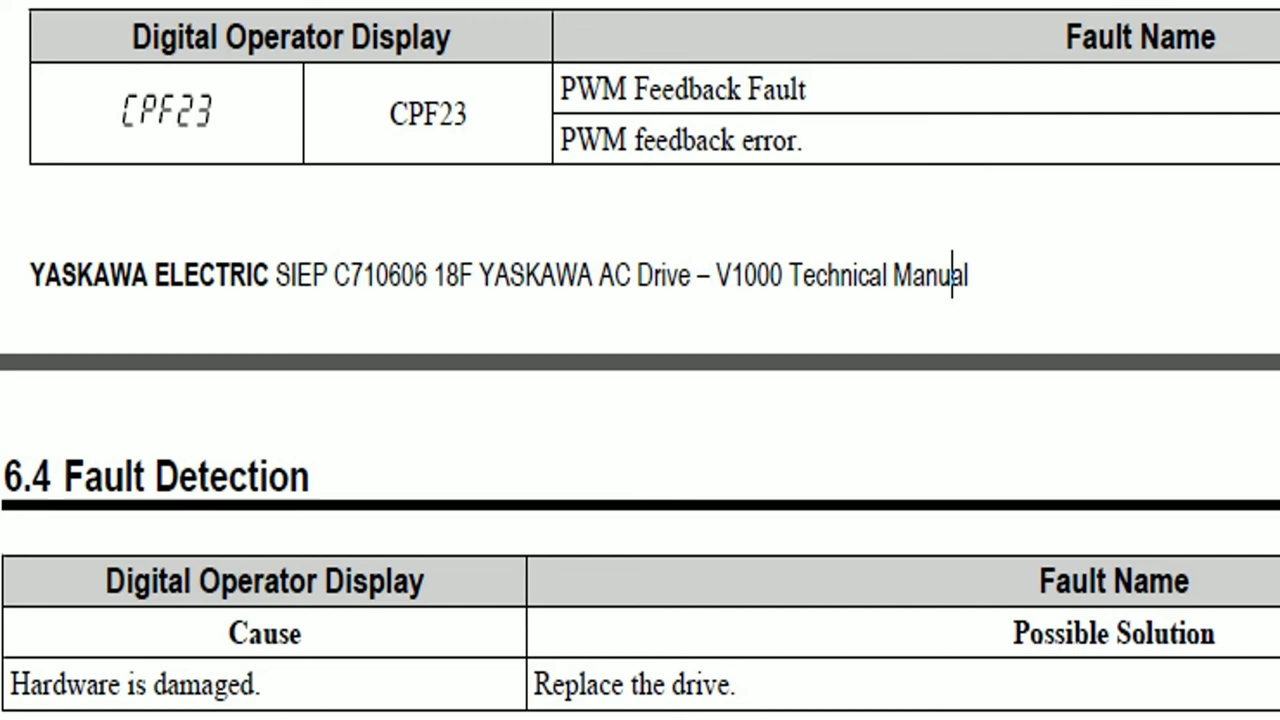 Digital Operator Display Fault Name
CPF23 CPF23 PWM Feedback Fault
PWM feedback error.
YASKAWA ELECTRIC SIEP C710606 18F YASKAWA AC Drive – V1000 Technical Manual
6.4 Fault Detection
Digital Operator Display Fault Name
Cause Possible Solution
Hardware is damaged. Replace the drive.